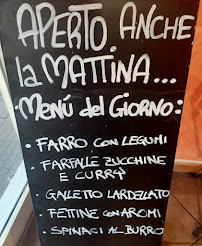 APERTO ANCHE
la MATTINA...
Menù del GIORNO:
• FARRO con LEGUMI
• FARFALLE ZUCCHINE
E CURRY
• GALLETTO LARDELLATO
• FETTINE con AROMI
• SPINACI AL BURRO